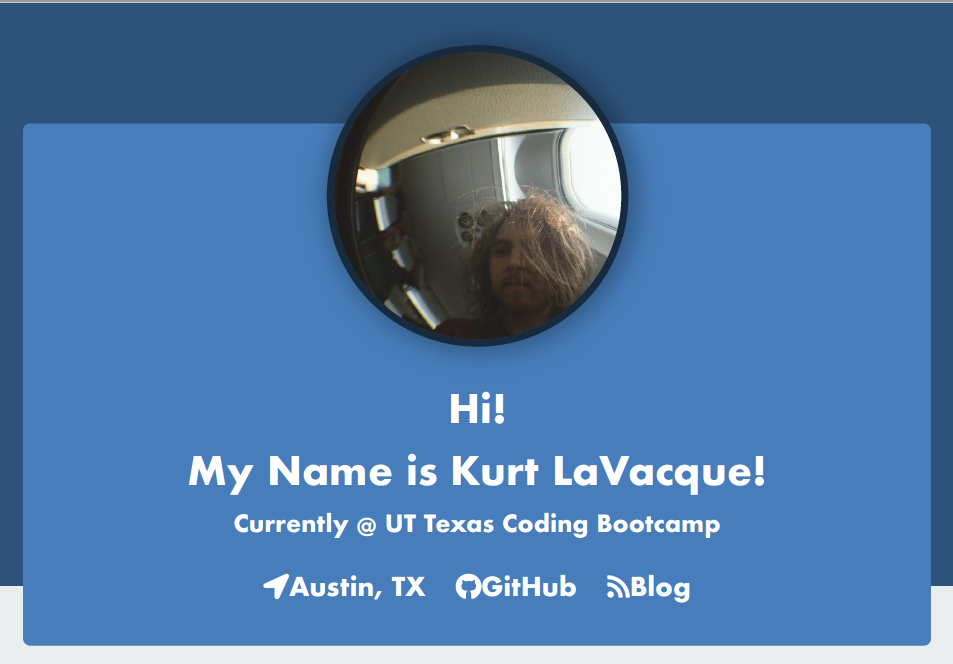 Hi!
My Name is Kurt LaVacque!
Currently @ UT Texas Coding Bootcamp
Austin, TX GitHub Blog